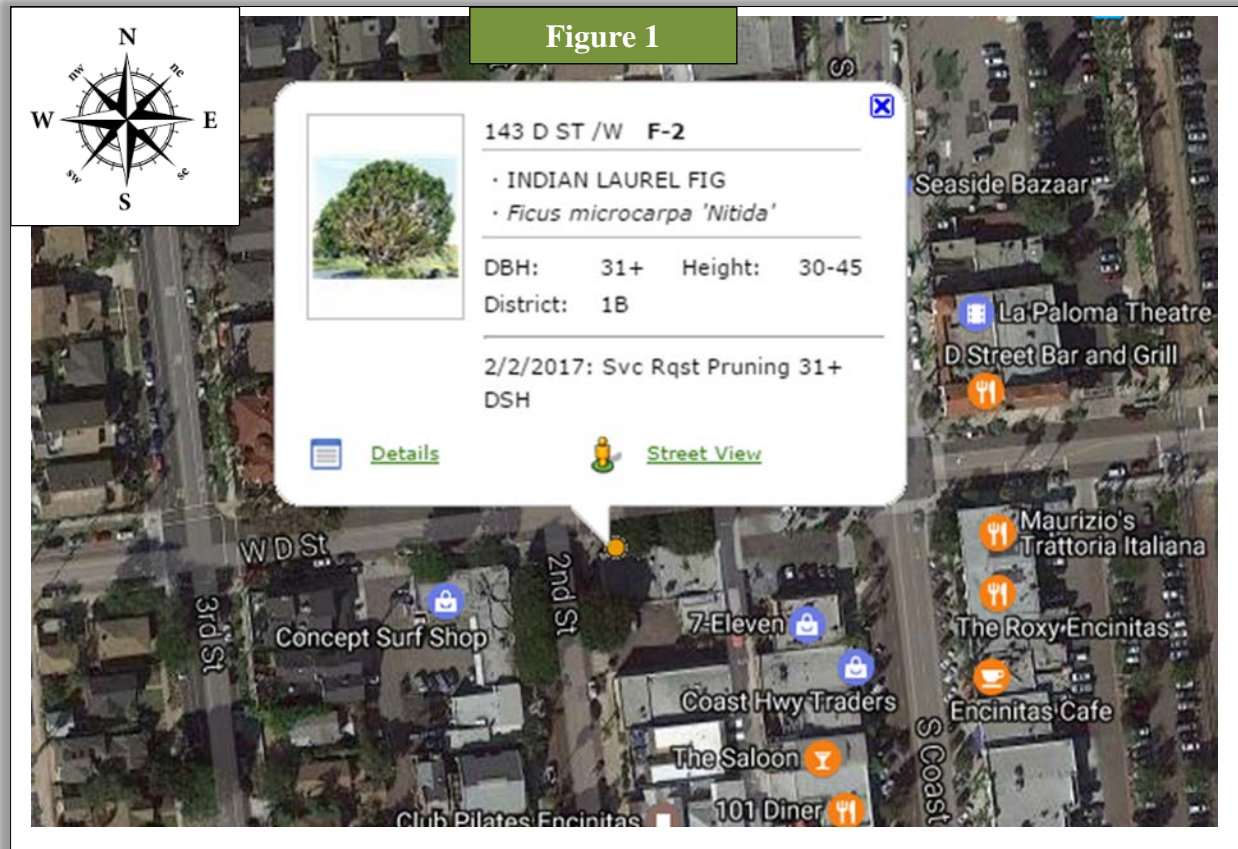 Figure 1
N
nw
ne
W
E
sw
se
S
S
143 D ST /W F-2
· INDIAN LAUREL FIG
· Ficus microcarpa 'Nitida'
DBH: 31+ Height: 30-45
District: 1B
2/2/2017: Svc Rqst Pruning 31+
DSH
Details
Street View
Seaside Bazaar
La Paloma Theatre
D Street Bar and Grill
W D St
Maurizio's
Trattoria Italiana
3rd St
2nd St
Concept Surf Shop
7-Eleven
The Roxy Encinitas
Coast Hwy Traders
Encinitas Cafe
S Coast
The Saloon
101 Diner
Club Pilates Encinitas